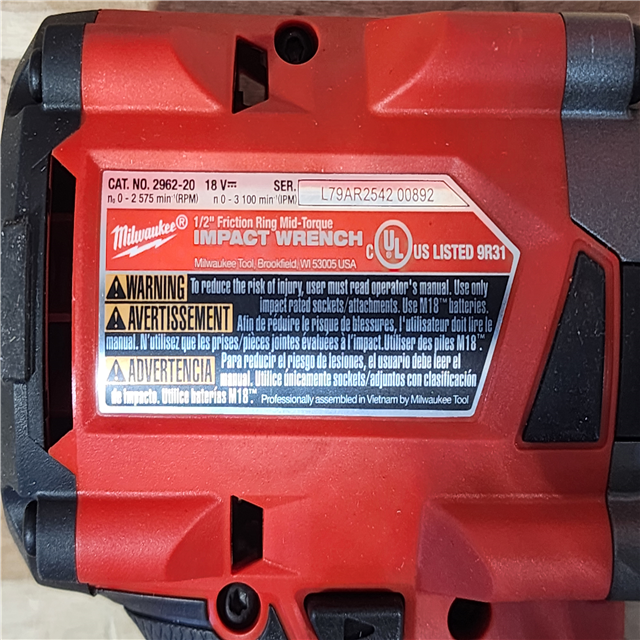 CAT. NO. 2962-20 18 V⎓ SER. L79AR2542 00892
n₀ 0 - 2 575 min⁻¹(RPM) n 0 - 3 100 min⁻¹(IPM)
Milwaukee®
1/2" Friction Ring Mid-Torque
IMPACT WRENCH
Milwaukee Tool, Brookfield, WI 53005 USA
C UL® US LISTED 9R31
WARNING To reduce the risk of injury, user must read operator's manual. Use only
impact rated sockets/attachments. Use M18™ batteries.
AVERTISSEMENT Afin de réduire le risque de blessures, l'utilisateur doit lire le
manual. N'utilisez que les prises/pièces jointes évaluées à l'impact.Utiliser des piles M18™.
ADVERTENCIA Para reducir el riesgo de lesiones, el usuario debe leer el
manual. Utilice únicamente sockets/adjuntos con clasificación
de impacto. Utilice baterías M18™. Professionally assembled in Vietnam by Milwaukee Tool